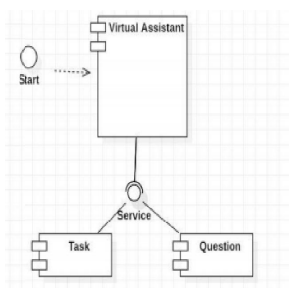 Virtual Assistant
Start
Service
Task
Question